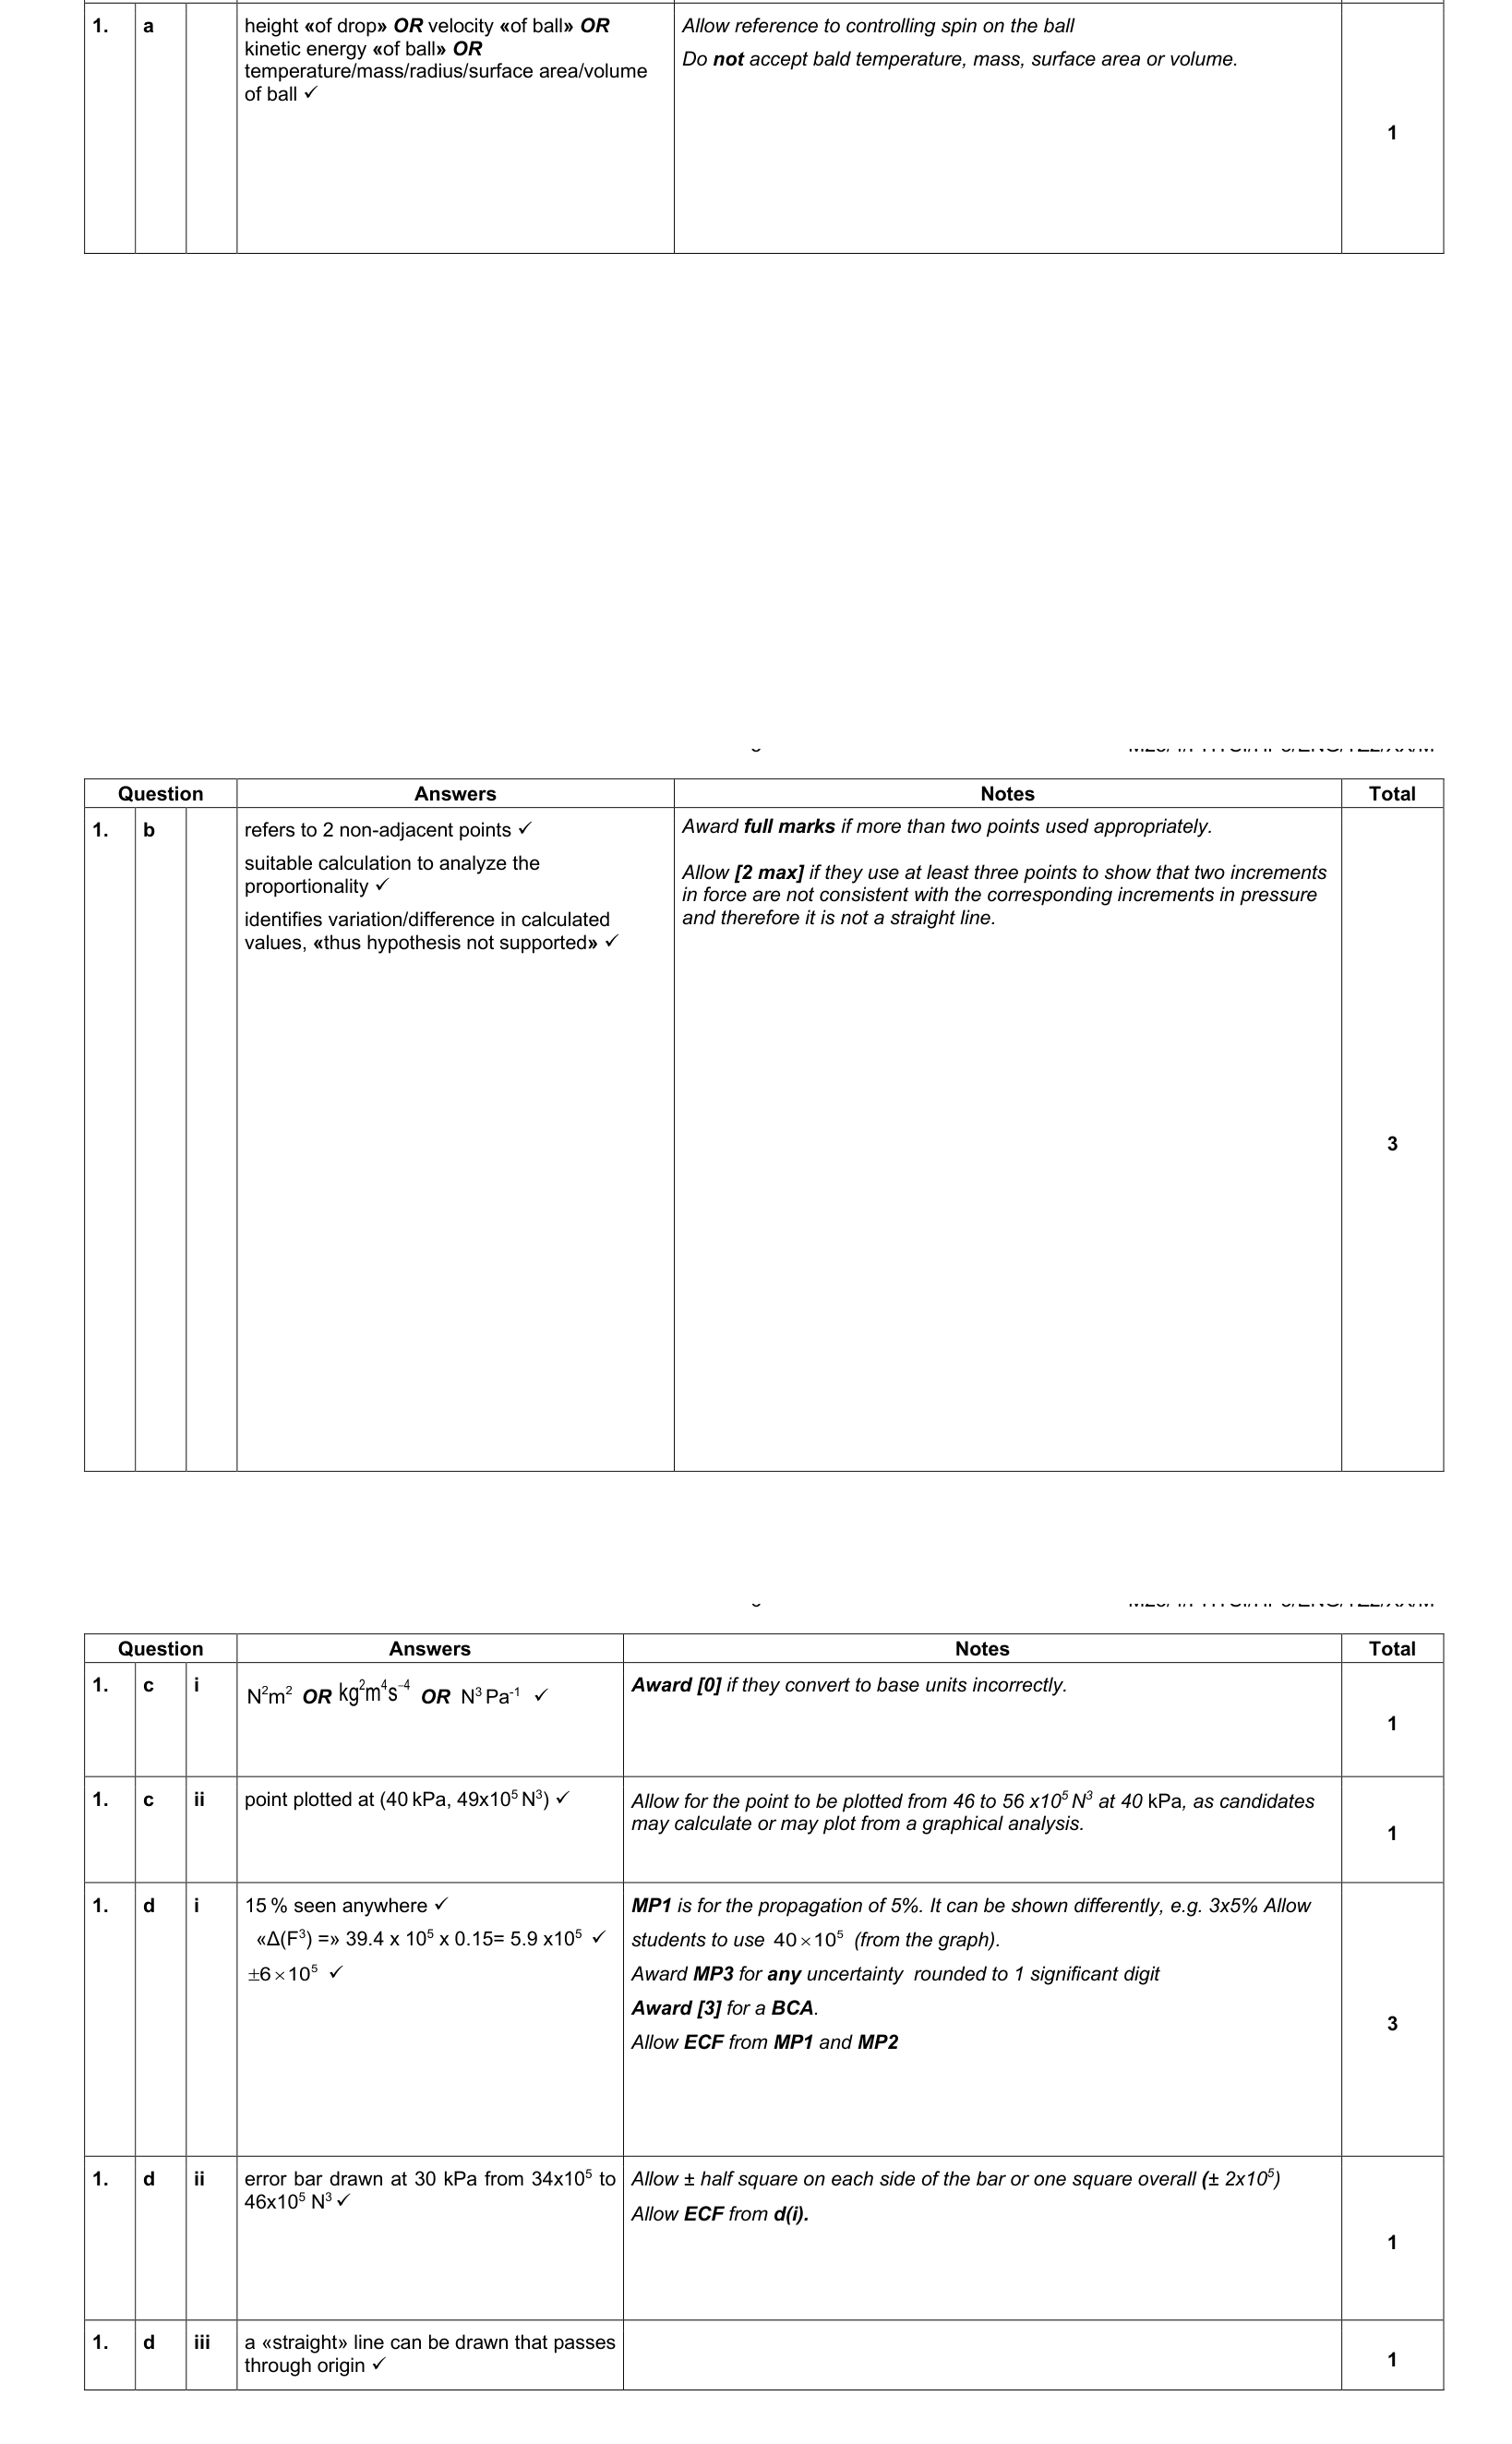 1. a height «of drop» OR velocity «of ball» OR
kinetic energy «of ball» OR
temperature/mass/radius/surface area/volume
of ball ✓
Allow reference to controlling spin on the ball
Do not accept bald temperature, mass, surface area or volume.
1
Question Answers Notes Total
1. b refers to 2 non-adjacent points ✓
suitable calculation to analyze the
proportionality ✓
identifies variation/difference in calculated
values, «thus hypothesis not supported» ✓
Award full marks if more than two points used appropriately.
Allow [2 max] if they use at least three points to show that two increments
in force are not consistent with the corresponding increments in pressure
and therefore it is not a straight line.
3
Question Answers Notes Total
1. c i N²m² OR kg²m⁴s⁻⁴ OR N³ Pa⁻¹ ✓
Award [0] if they convert to base units incorrectly.
1
1. c ii point plotted at (40 kPa, 49x10⁵ N³) ✓
Allow for the point to be plotted from 46 to 56 x10⁵ N³ at 40 kPa, as candidates
may calculate or may plot from a graphical analysis.
1
1. d i 15 % seen anywhere ✓
«Δ(F³) =» 39.4 x 10⁵ x 0.15= 5.9 x10⁵ ✓
±6×10⁵ ✓
MP1 is for the propagation of 5%. It can be shown differently, e.g. 3x5% Allow
students to use 40×10⁵ (from the graph).
Award MP3 for any uncertainty rounded to 1 significant digit
Award [3] for a BCA.
Allow ECF from MP1 and MP2
3
1. d ii error bar drawn at 30 kPa from 34x10⁵ to
46x10⁵ N³ ✓
Allow ± half square on each side of the bar or one square overall (± 2x10⁵)
Allow ECF from d(i).
1
1. d iii a «straight» line can be drawn that passes
through origin ✓
1